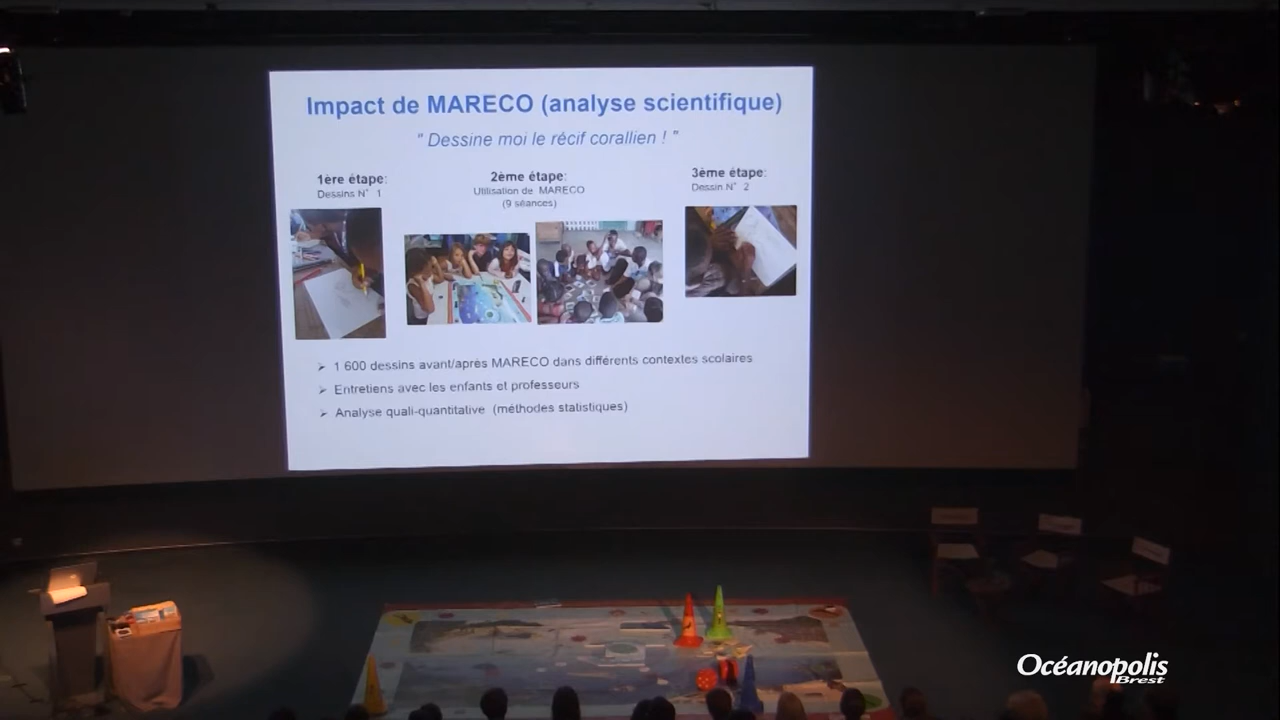 Impact de MARECO (analyse scientifique)
" Dessine moi le récif corallien ! "
1ère étape:
Dessins N° 1
2ème étape:
Utilisation de MARECO
(9 séances)
3ème étape:
Dessin N° 2
➢ 1 600 dessins avant/après MARECO dans différents contextes scolaires
➢ Entretiens avec les enfants et professeurs
➢ Analyse quali-quantitative (méthodes statistiques)
Océanopolis
Brest